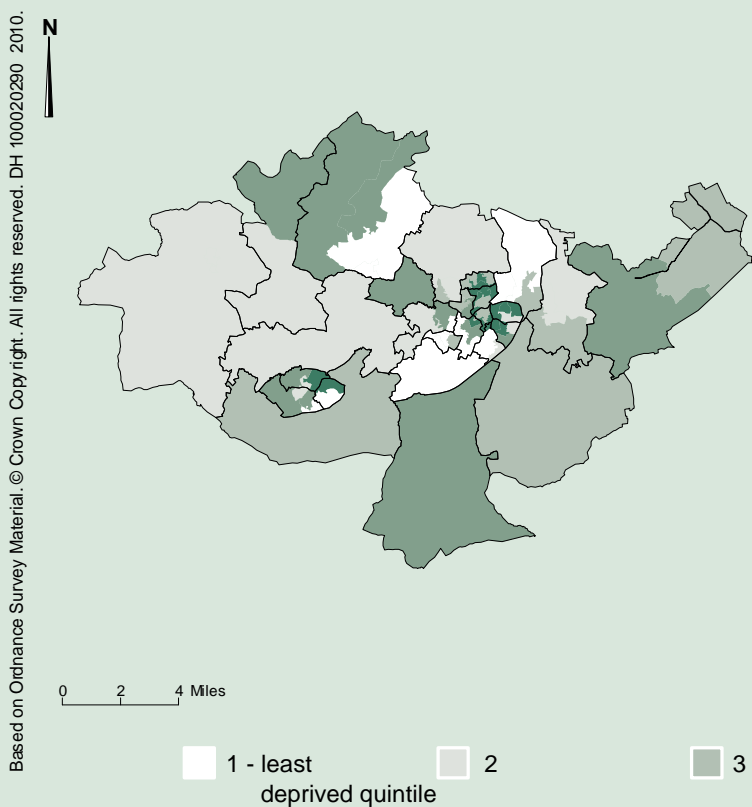 Based on Ordnance Survey Material. © Crown Copyright. All rights reserved. DH 100020290 2010.
N
0 2 4 Miles
1 - least
deprived quintile
2
3